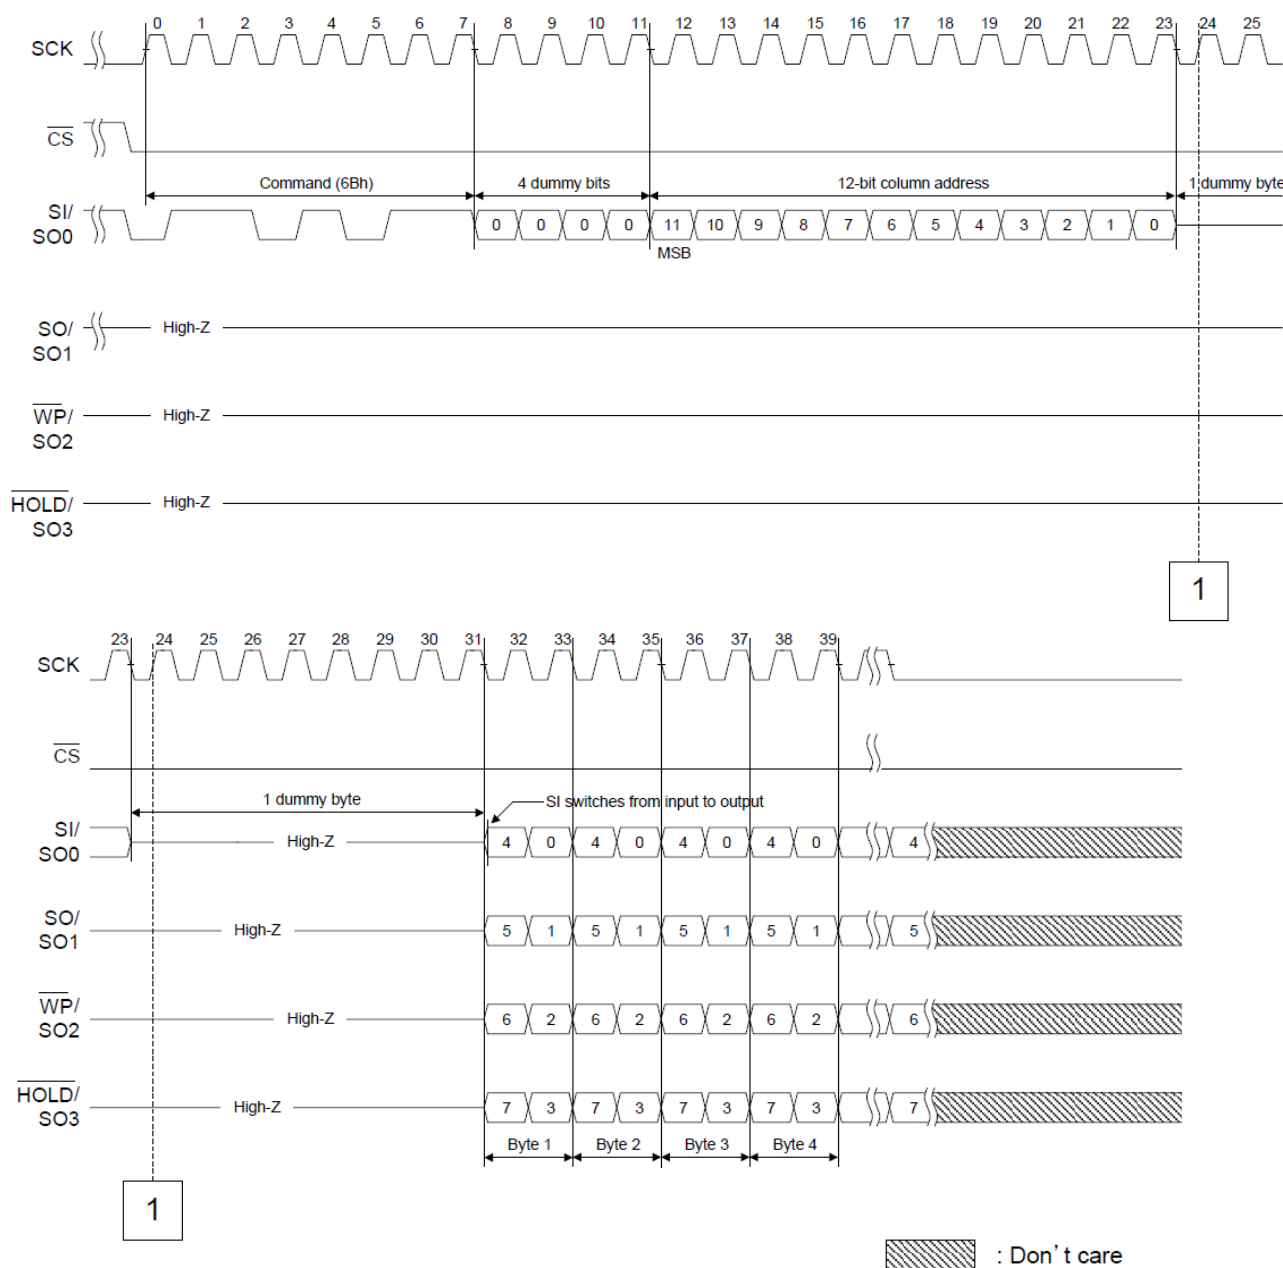 0 1 2 3 4 5 6 7 8 9 10 11 12 13 14 15 16 17 18 19 20 21 22 23 24 25
SCK
CS
Command (6Bh) 4 dummy bits 12-bit column address 1 dummy byte
SI/
SO0
0 0 0 0 11 10 9 8 7 6 5 4 3 2 1 0
MSB
SO/
SO1
High-Z
WP/
SO2
High-Z
HOLD/
SO3
High-Z
1
23 24 25 26 27 28 29 30 31 32 33 34 35 36 37 38 39
SCK
CS
1 dummy byte
SI switches from input to output
SI/
SO0
High-Z 4 0 4 0 4 0 4 0 4
SO/
SO1
High-Z 5 1 5 1 5 1 5 1 5
WP/
SO2
High-Z 6 2 6 2 6 2 6 2 6
HOLD/
SO3
High-Z 7 3 7 3 7 3 7 3 7
Byte 1 Byte 2 Byte 3 Byte 4
1
: Don't care